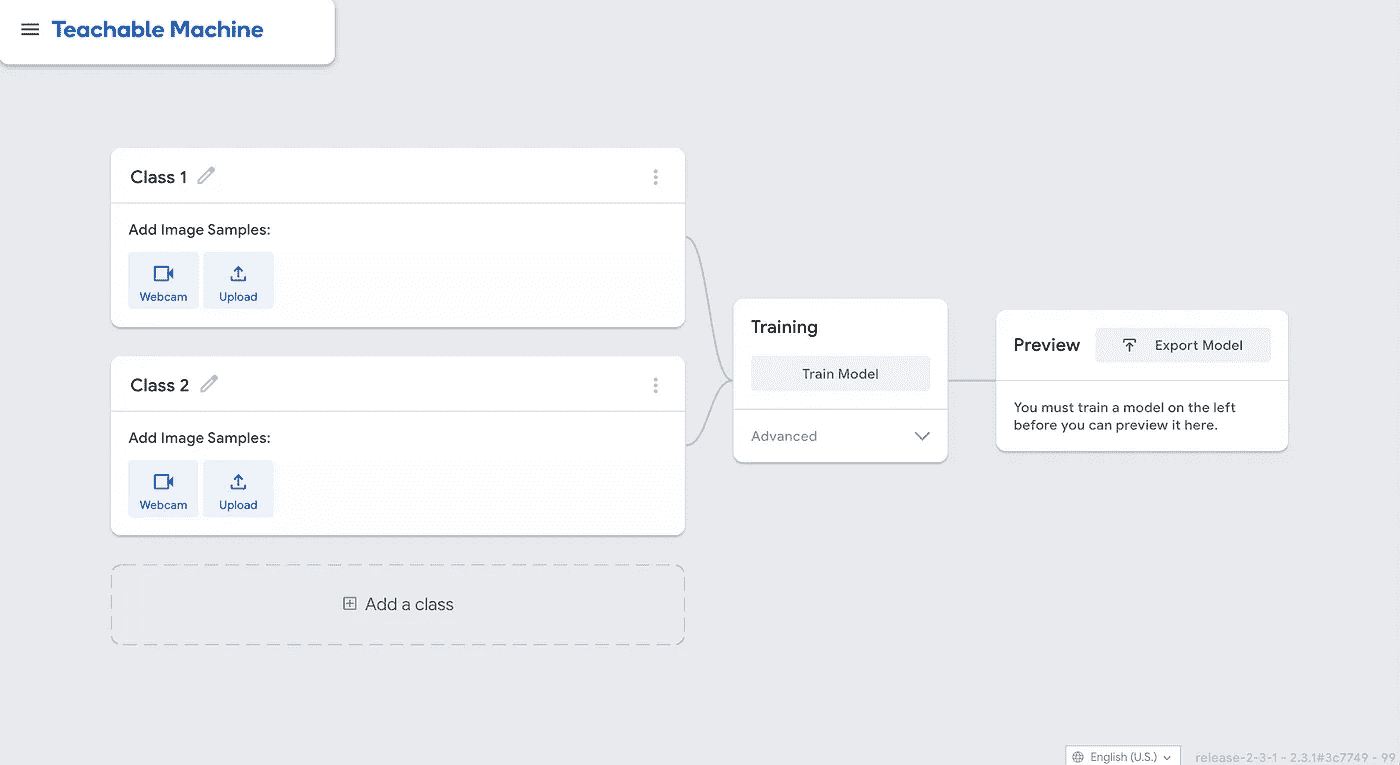 Teachable Machine
Class 1
Add Image Samples:
Webcam
Upload
Class 2
Add Image Samples:
Webcam
Upload
Add a class
Training
Train Model
Advanced
Preview
Export Model
You must train a model on the left
before you can preview it here.
English (U.S.)
release-2-3-1 - 2.3.1#3c7749 - 99